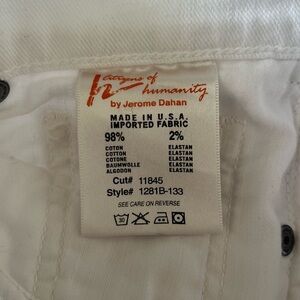 citizens of
humanity
by Jerome Dahan
MADE IN U.S.A.
IMPORTED FABRIC
98% 2%
COTON ELASTAN
COTTON ELASTAN
COTONE ELASTAN
BAUMWOLLE ELASTAN
ALGODON ELASTAN
Cut# 11845
Style# 1281B-133
SEE CARE ON REVERSE
30